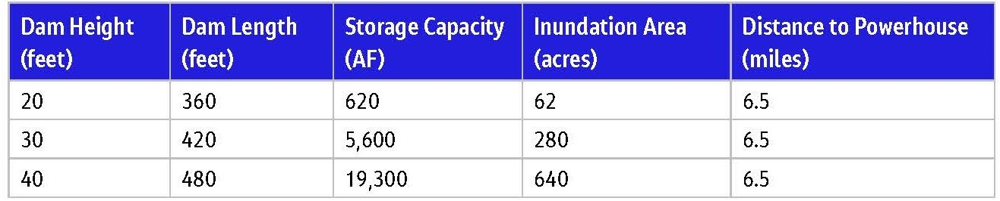 Dam Height Dam Length Storage Capacity Inundation Area Distance to Powerhouse
(feet) (feet) (AF) (acres) (miles)
20 360 620 62 6.5
30 420 5,600 280 6.5
40 480 19,300 640 6.5